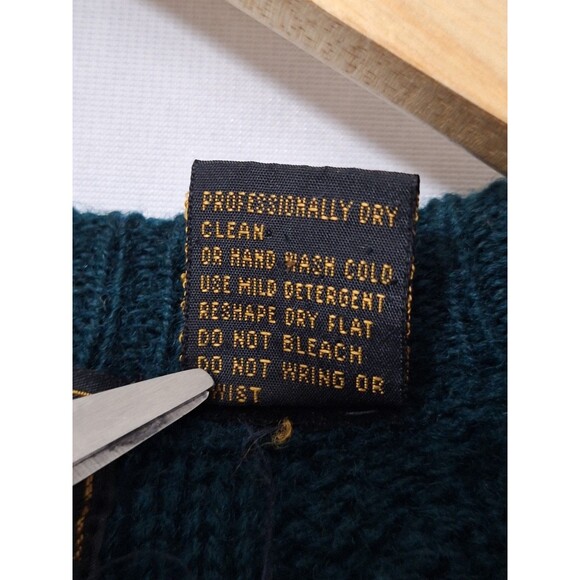 PROFESSIONALLY DRY
CLEAN
OR HAND WASH COLD
USE MILD DETERGENT
RESHAPE DRY FLAT
DO NOT BLEACH
DO NOT WRING OR
TWIST